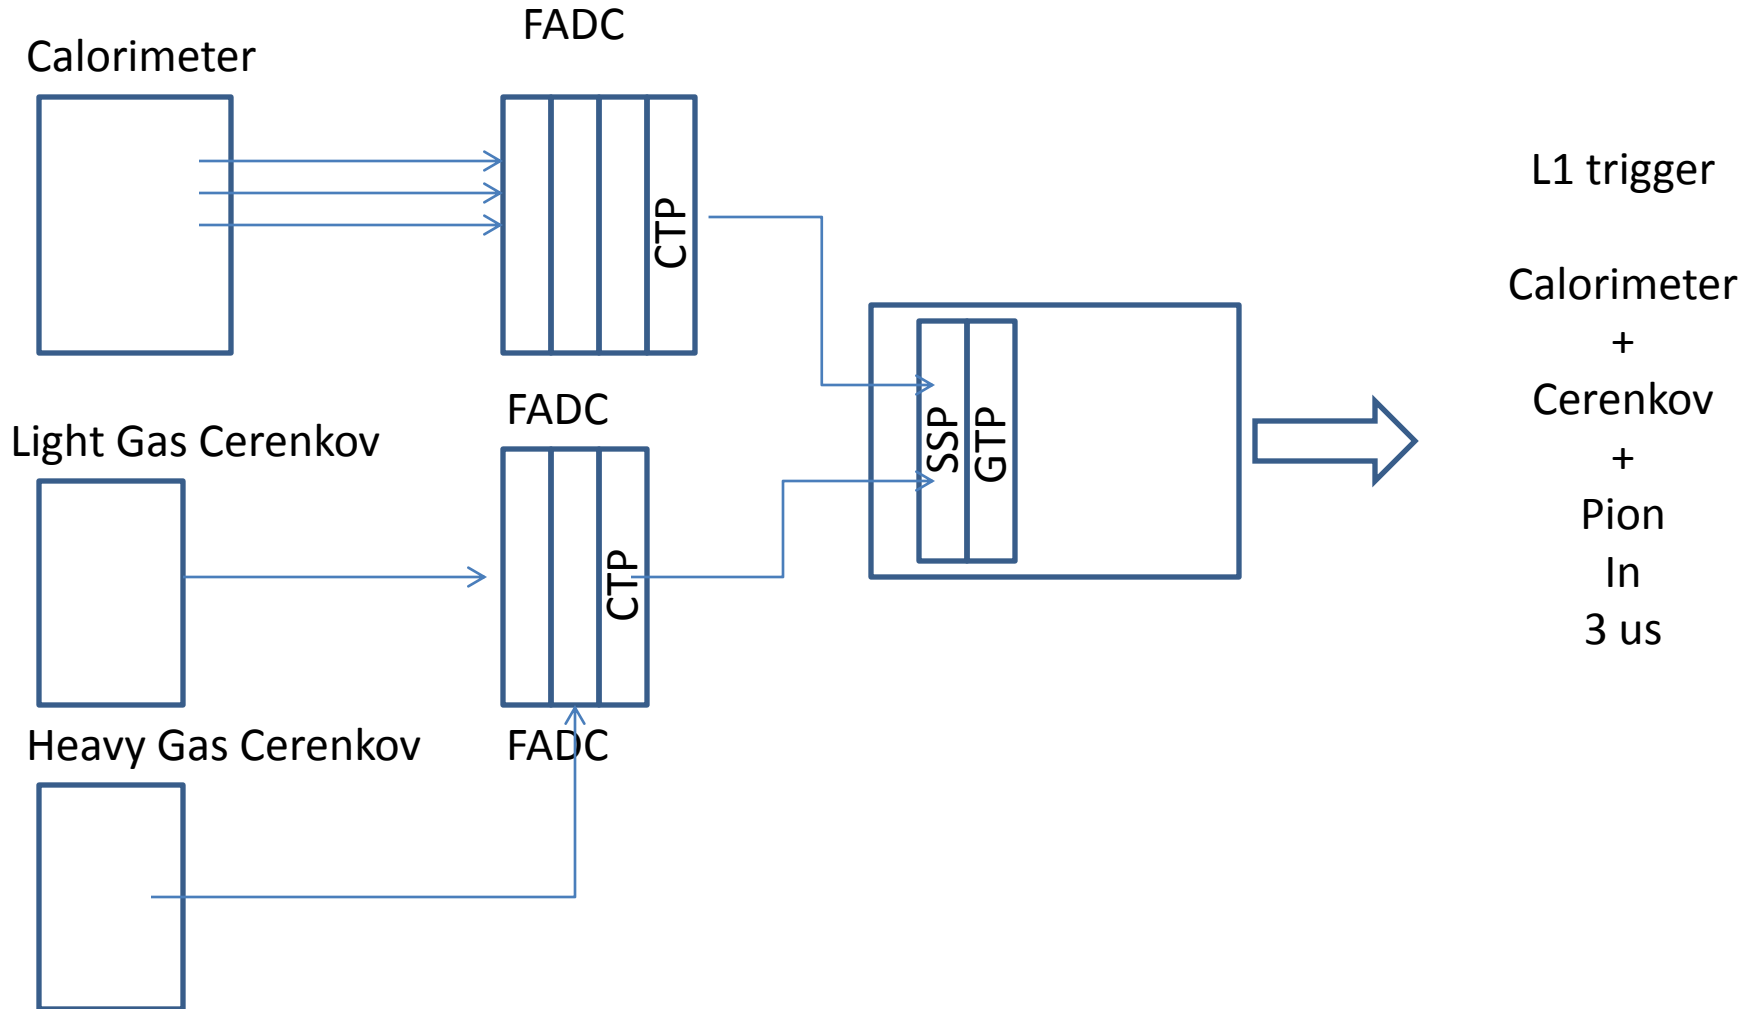 FADC
Calorimeter
CTP
L1 trigger
Calorimeter
+
Cerenkov
+
Pion
In
3 us
FADC
Light Gas Cerenkov
CTP
SSP
GTP
Heavy Gas Cerenkov
FADC